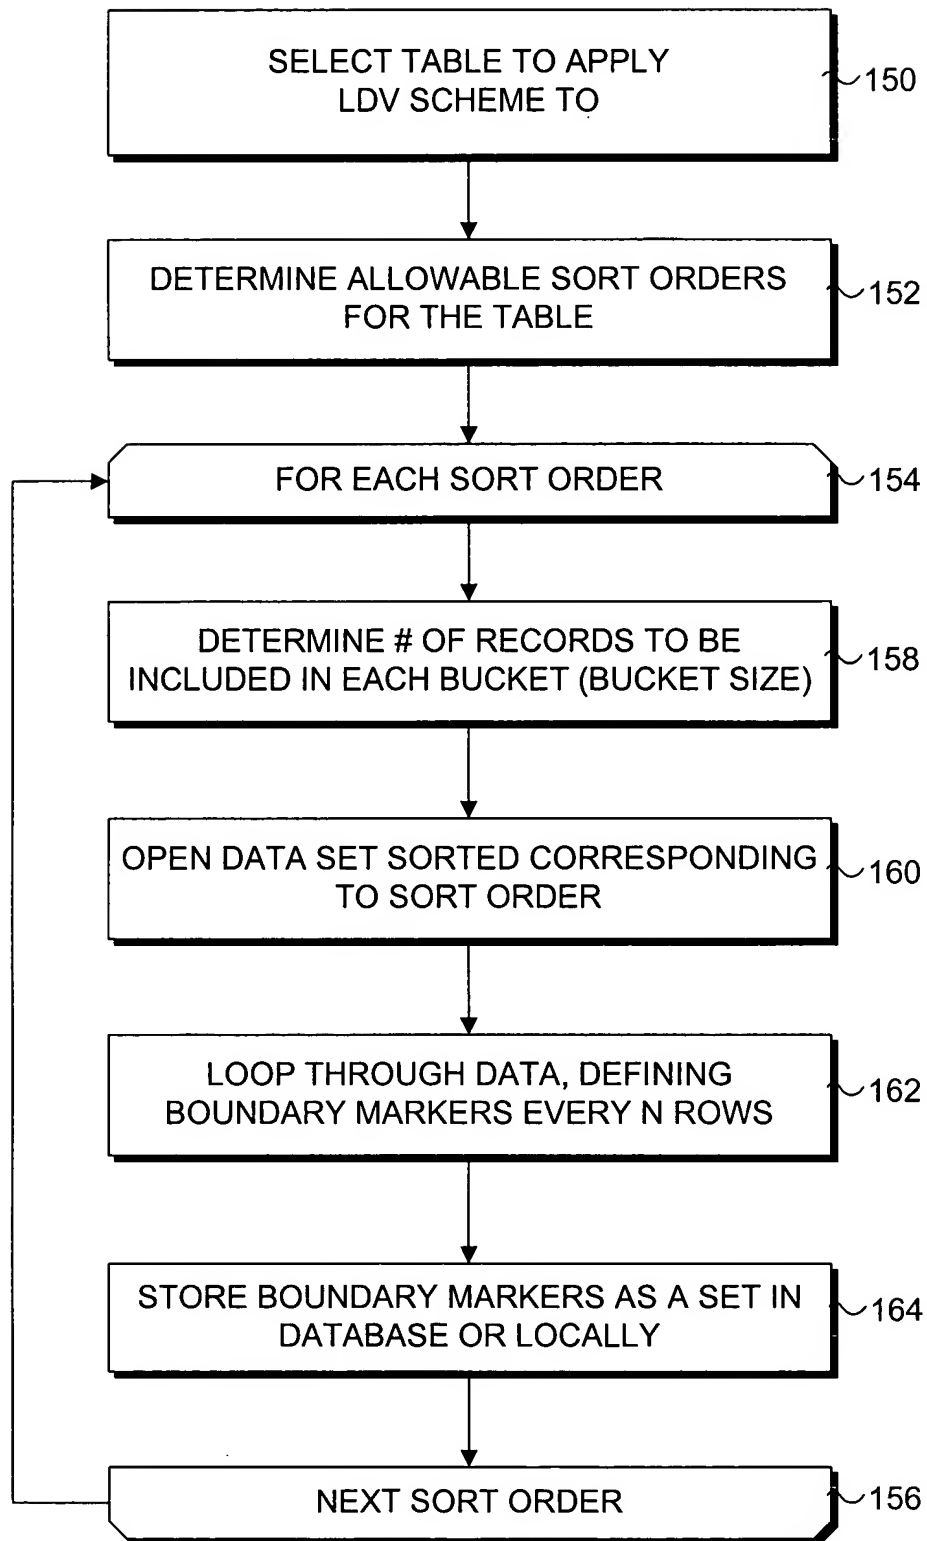 SELECT TABLE TO APPLY
LDV SCHEME TO
150
DETERMINE ALLOWABLE SORT ORDERS
FOR THE TABLE
152
FOR EACH SORT ORDER
154
DETERMINE # OF RECORDS TO BE
INCLUDED IN EACH BUCKET (BUCKET SIZE)
158
OPEN DATA SET SORTED CORRESPONDING
TO SORT ORDER
160
LOOP THROUGH DATA, DEFINING
BOUNDARY MARKERS EVERY N ROWS
162
STORE BOUNDARY MARKERS AS A SET IN
DATABASE OR LOCALLY
164
NEXT SORT ORDER
156